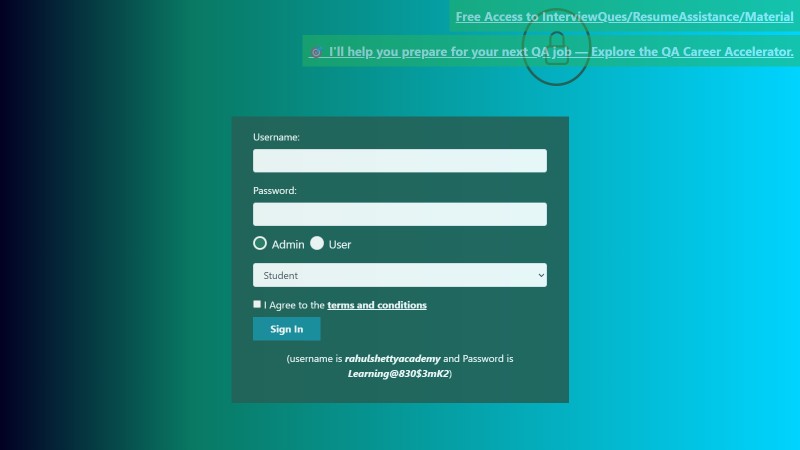 Free Access to InterviewQues/ResumeAssistance/Material
I'll help you prepare for your next QA job — Explore the QA Career Accelerator.
Username:
Password:
Admin User
Student
I Agree to the terms and conditions
Sign In
(username is rahulshettyacademy and Password is
Learning@830$3mK2)